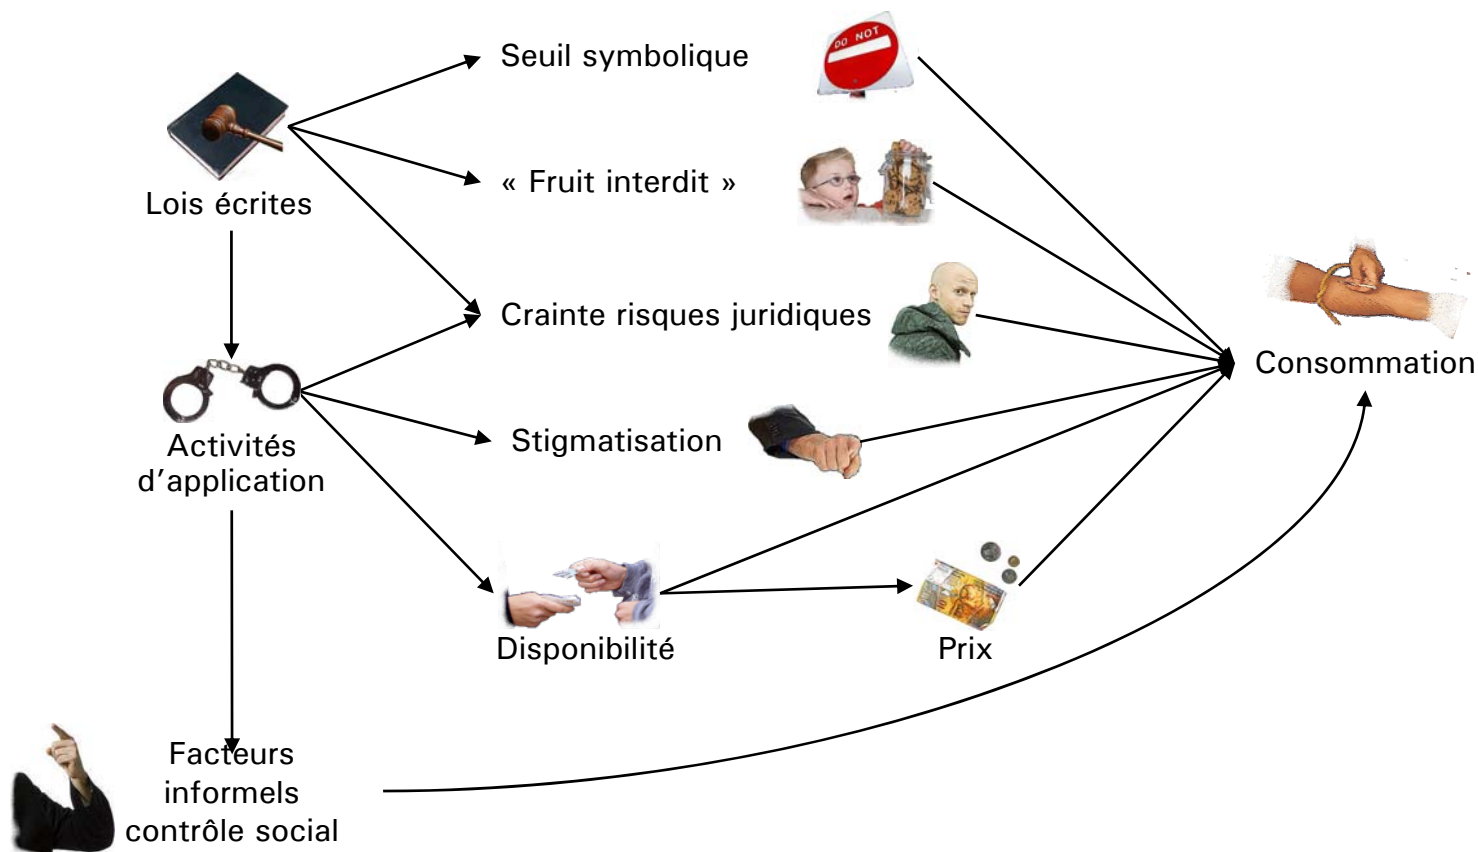 Seuil symbolique
DO NOT
Lois écrites
« Fruit interdit »
Crainte risques juridiques
Consommation
Activités
d'application
Stigmatisation
Disponibilité
Prix
Facteurs
informels
contrôle social